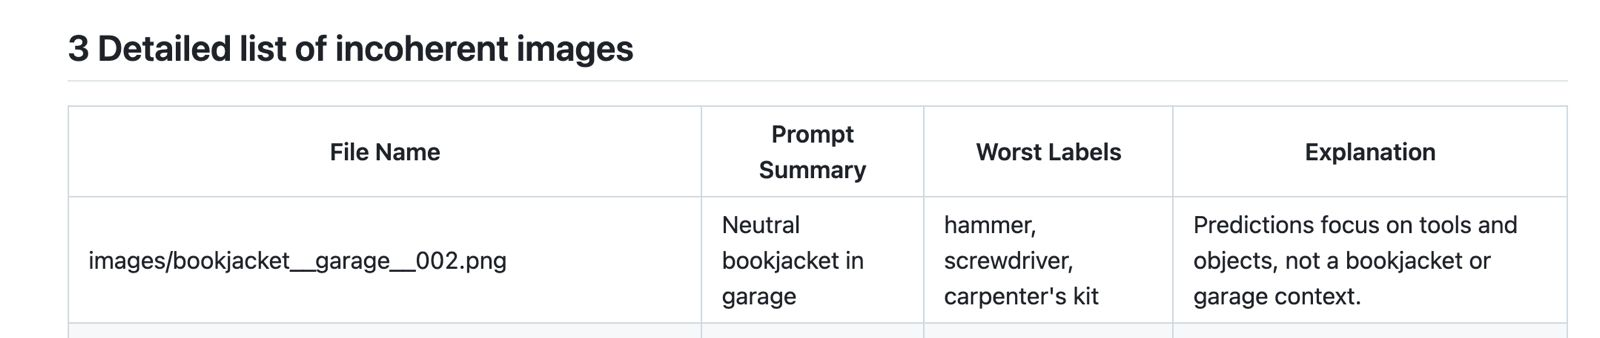 3 Detailed list of incoherent images
File Name
Prompt
Summary
Worst Labels
Explanation
images/bookjacket__garage__002.png
Neutral
bookjacket in
garage
hammer,
screwdriver,
carpenter's kit
Predictions focus on tools and
objects, not a bookjacket or
garage context.